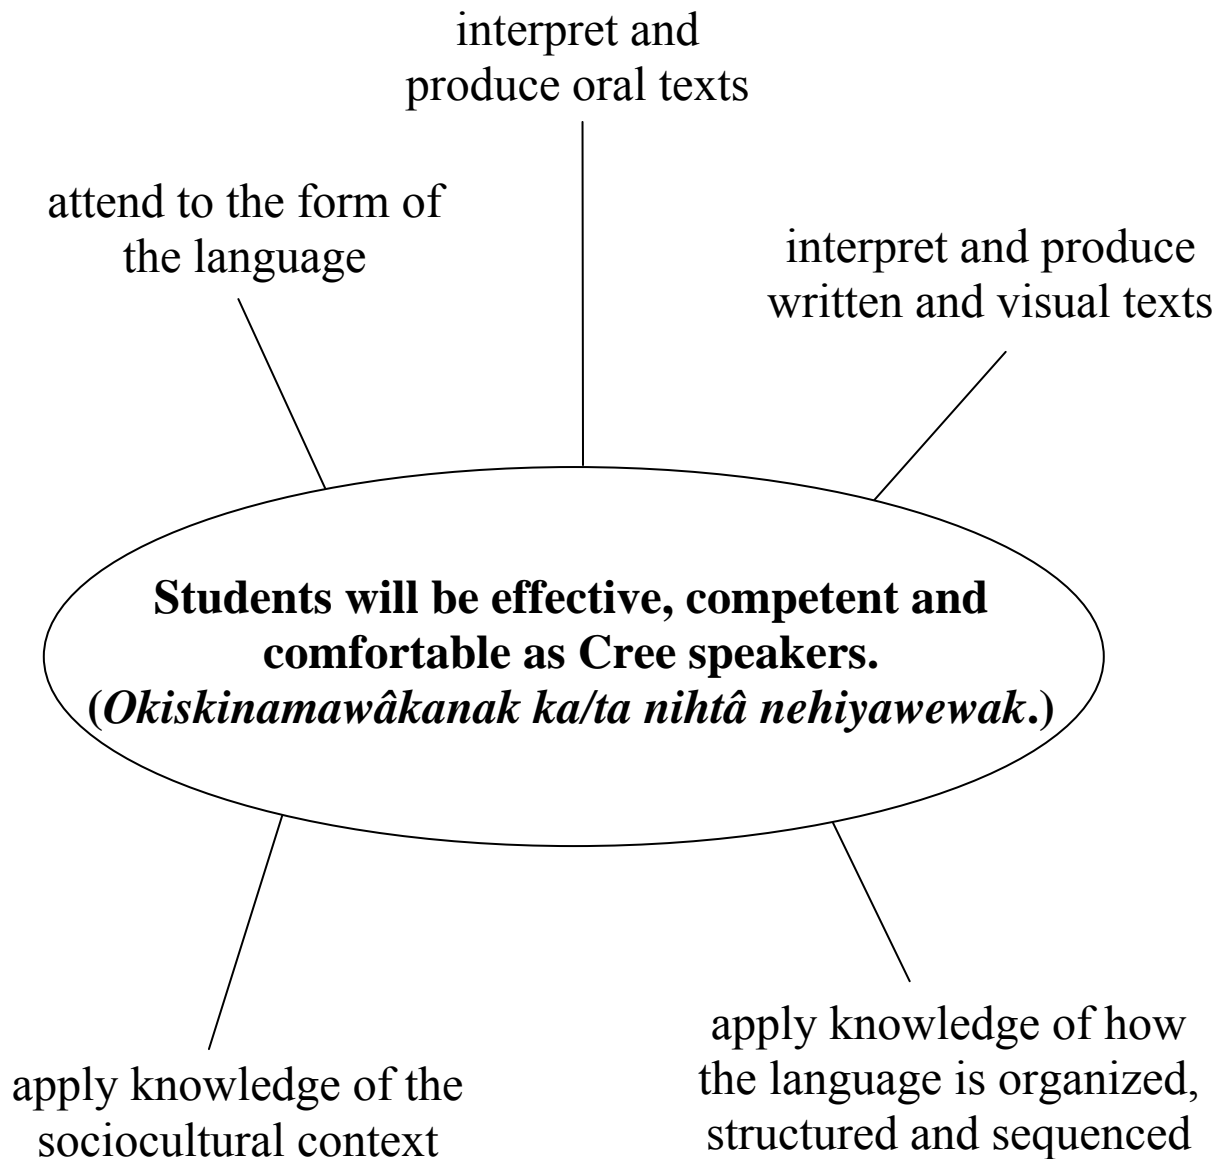 interpret and
produce oral texts
attend to the form of
the language
interpret and produce
written and visual texts
Students will be effective, competent and
comfortable as Cree speakers.
(Okiskinamawâkanak ka/ta nihtâ nehiyawewak.)
apply knowledge of the
sociocultural context
apply knowledge of how
the language is organized,
structured and sequenced